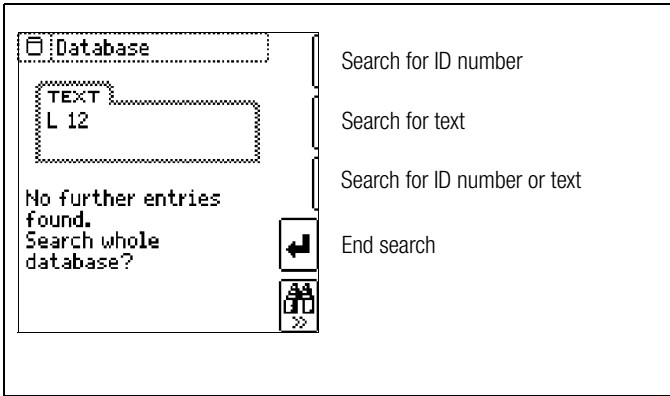 Database
TEXT
L 12
No further entries
found.
Search whole
database?
>>
Search for ID number
Search for text
Search for ID number or text
End search